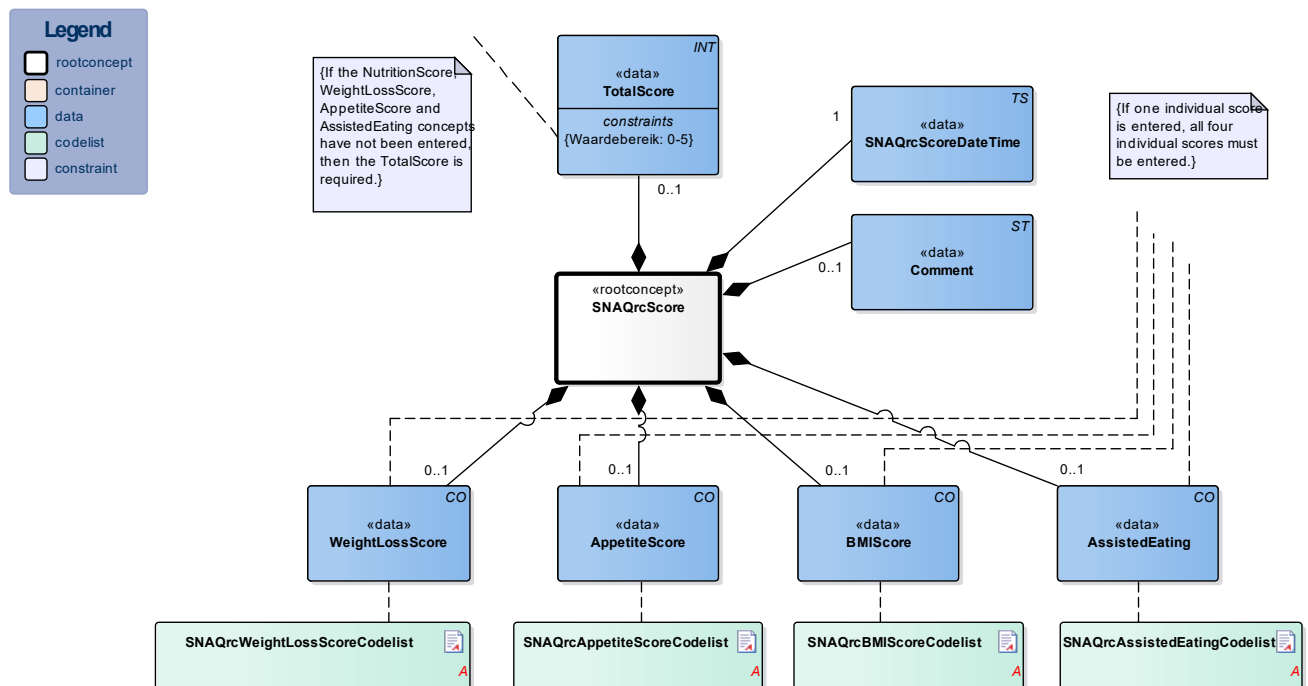 Legend
rootconcept
container
data
codelist
constraint
{If the NutritionScore,
WeightLossScore,
AppetiteScore and
AssistedEating concepts
have not been entered,
then the TotalScore is
required.}
INT
«data»
TotalScore
constraints
{Waardebereik: 0-5}
0..1
1
TS
«data»
SNAQrcScoreDateTime
{If one individual score
is entered, all four
individual scores must
be entered.}
ST
«data»
Comment
0..1
«rootconcept»
SNAQrcScore
0..1
0..1
0..1
0..1
CO
«data»
WeightLossScore
CO
«data»
AppetiteScore
CO
«data»
BMIScore
CO
«data»
AssistedEating
SNAQrcWeightLossScoreCodelist
A
SNAQrcAppetiteScoreCodelist
A
SNAQrcBMIScoreCodelist
A
SNAQrcAssistedEatingCodelist
A